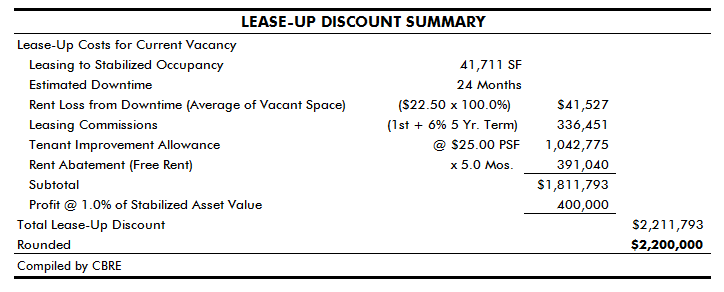 LEASE-UP DISCOUNT SUMMARY
Lease-Up Costs for Current Vacancy
Leasing to Stabilized Occupancy 41,711 SF
Estimated Downtime 24 Months
Rent Loss from Downtime (Average of Vacant Space) ($22.50 x 100.0%) $41,527
Leasing Commissions (1st + 6% 5 Yr. Term) 336,451
Tenant Improvement Allowance @ $25.00 PSF 1,042,775
Rent Abatement (Free Rent) x 5.0 Mos. 391,040
Subtotal $1,811,793
Profit @ 1.0% of Stabilized Asset Value 400,000
Total Lease-Up Discount $2,211,793
Rounded $2,200,000
Compiled by CBRE